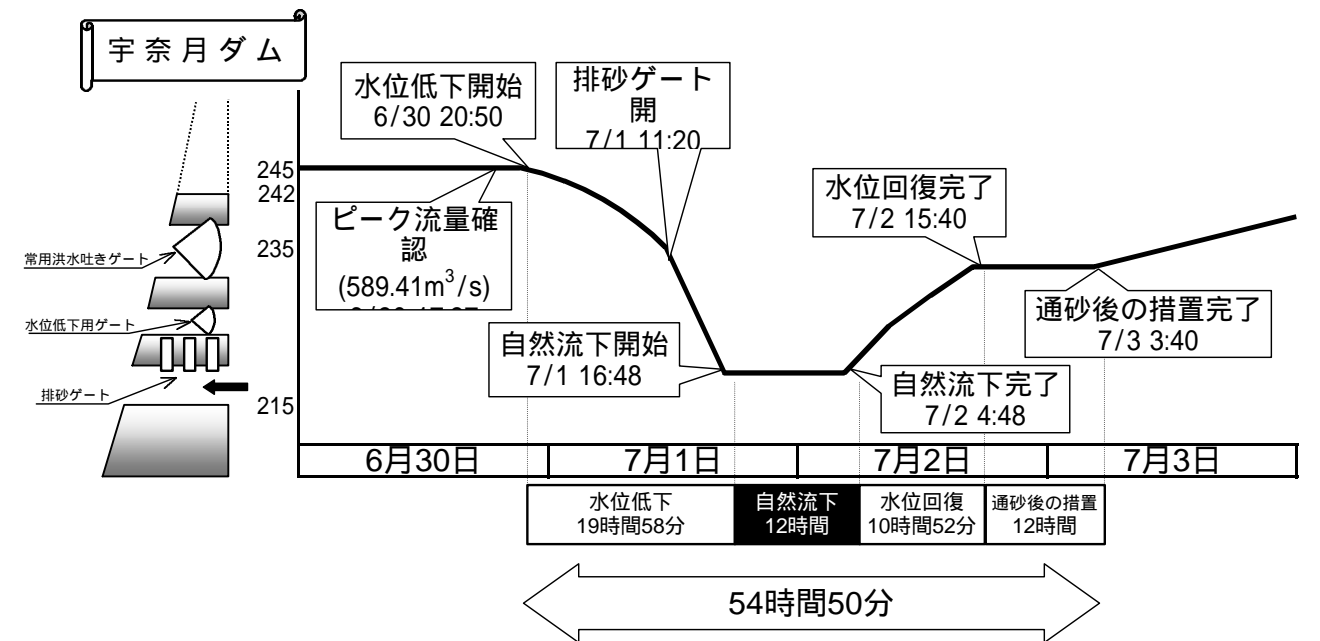 宇奈月ダム
水位低下開始
6/30 20:50
排砂ゲート
開
7/1 11:20
245
242
235
215
常用洪水吐きゲート
水位低下用ゲート
排砂ゲート
ピーク流量確
認
(589.41m³/s)
水位回復完了
7/2 15:40
自然流下開始
7/1 16:48
通砂後の措置完了
7/3 3:40
自然流下完了
7/2 4:48
6月30日
7月1日
7月2日
7月3日
水位低下
19時間58分
自然流下
12時間
水位回復
10時間52分
通砂後の措置
12時間
54時間50分